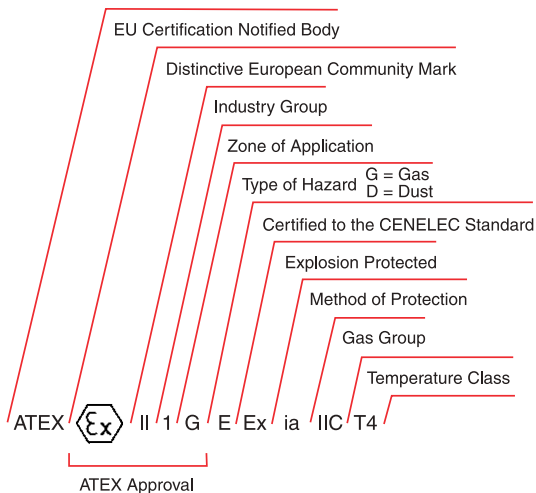 EU Certification Notified Body
Distinctive European Community Mark
Industry Group
Zone of Application
Type of Hazard G = Gas
D = Dust
Certified to the CENELEC Standard
Explosion Protected
Method of Protection
Gas Group
Temperature Class
ATEX Ex II 1 G E Ex ia IIC T4
ATEX Approval